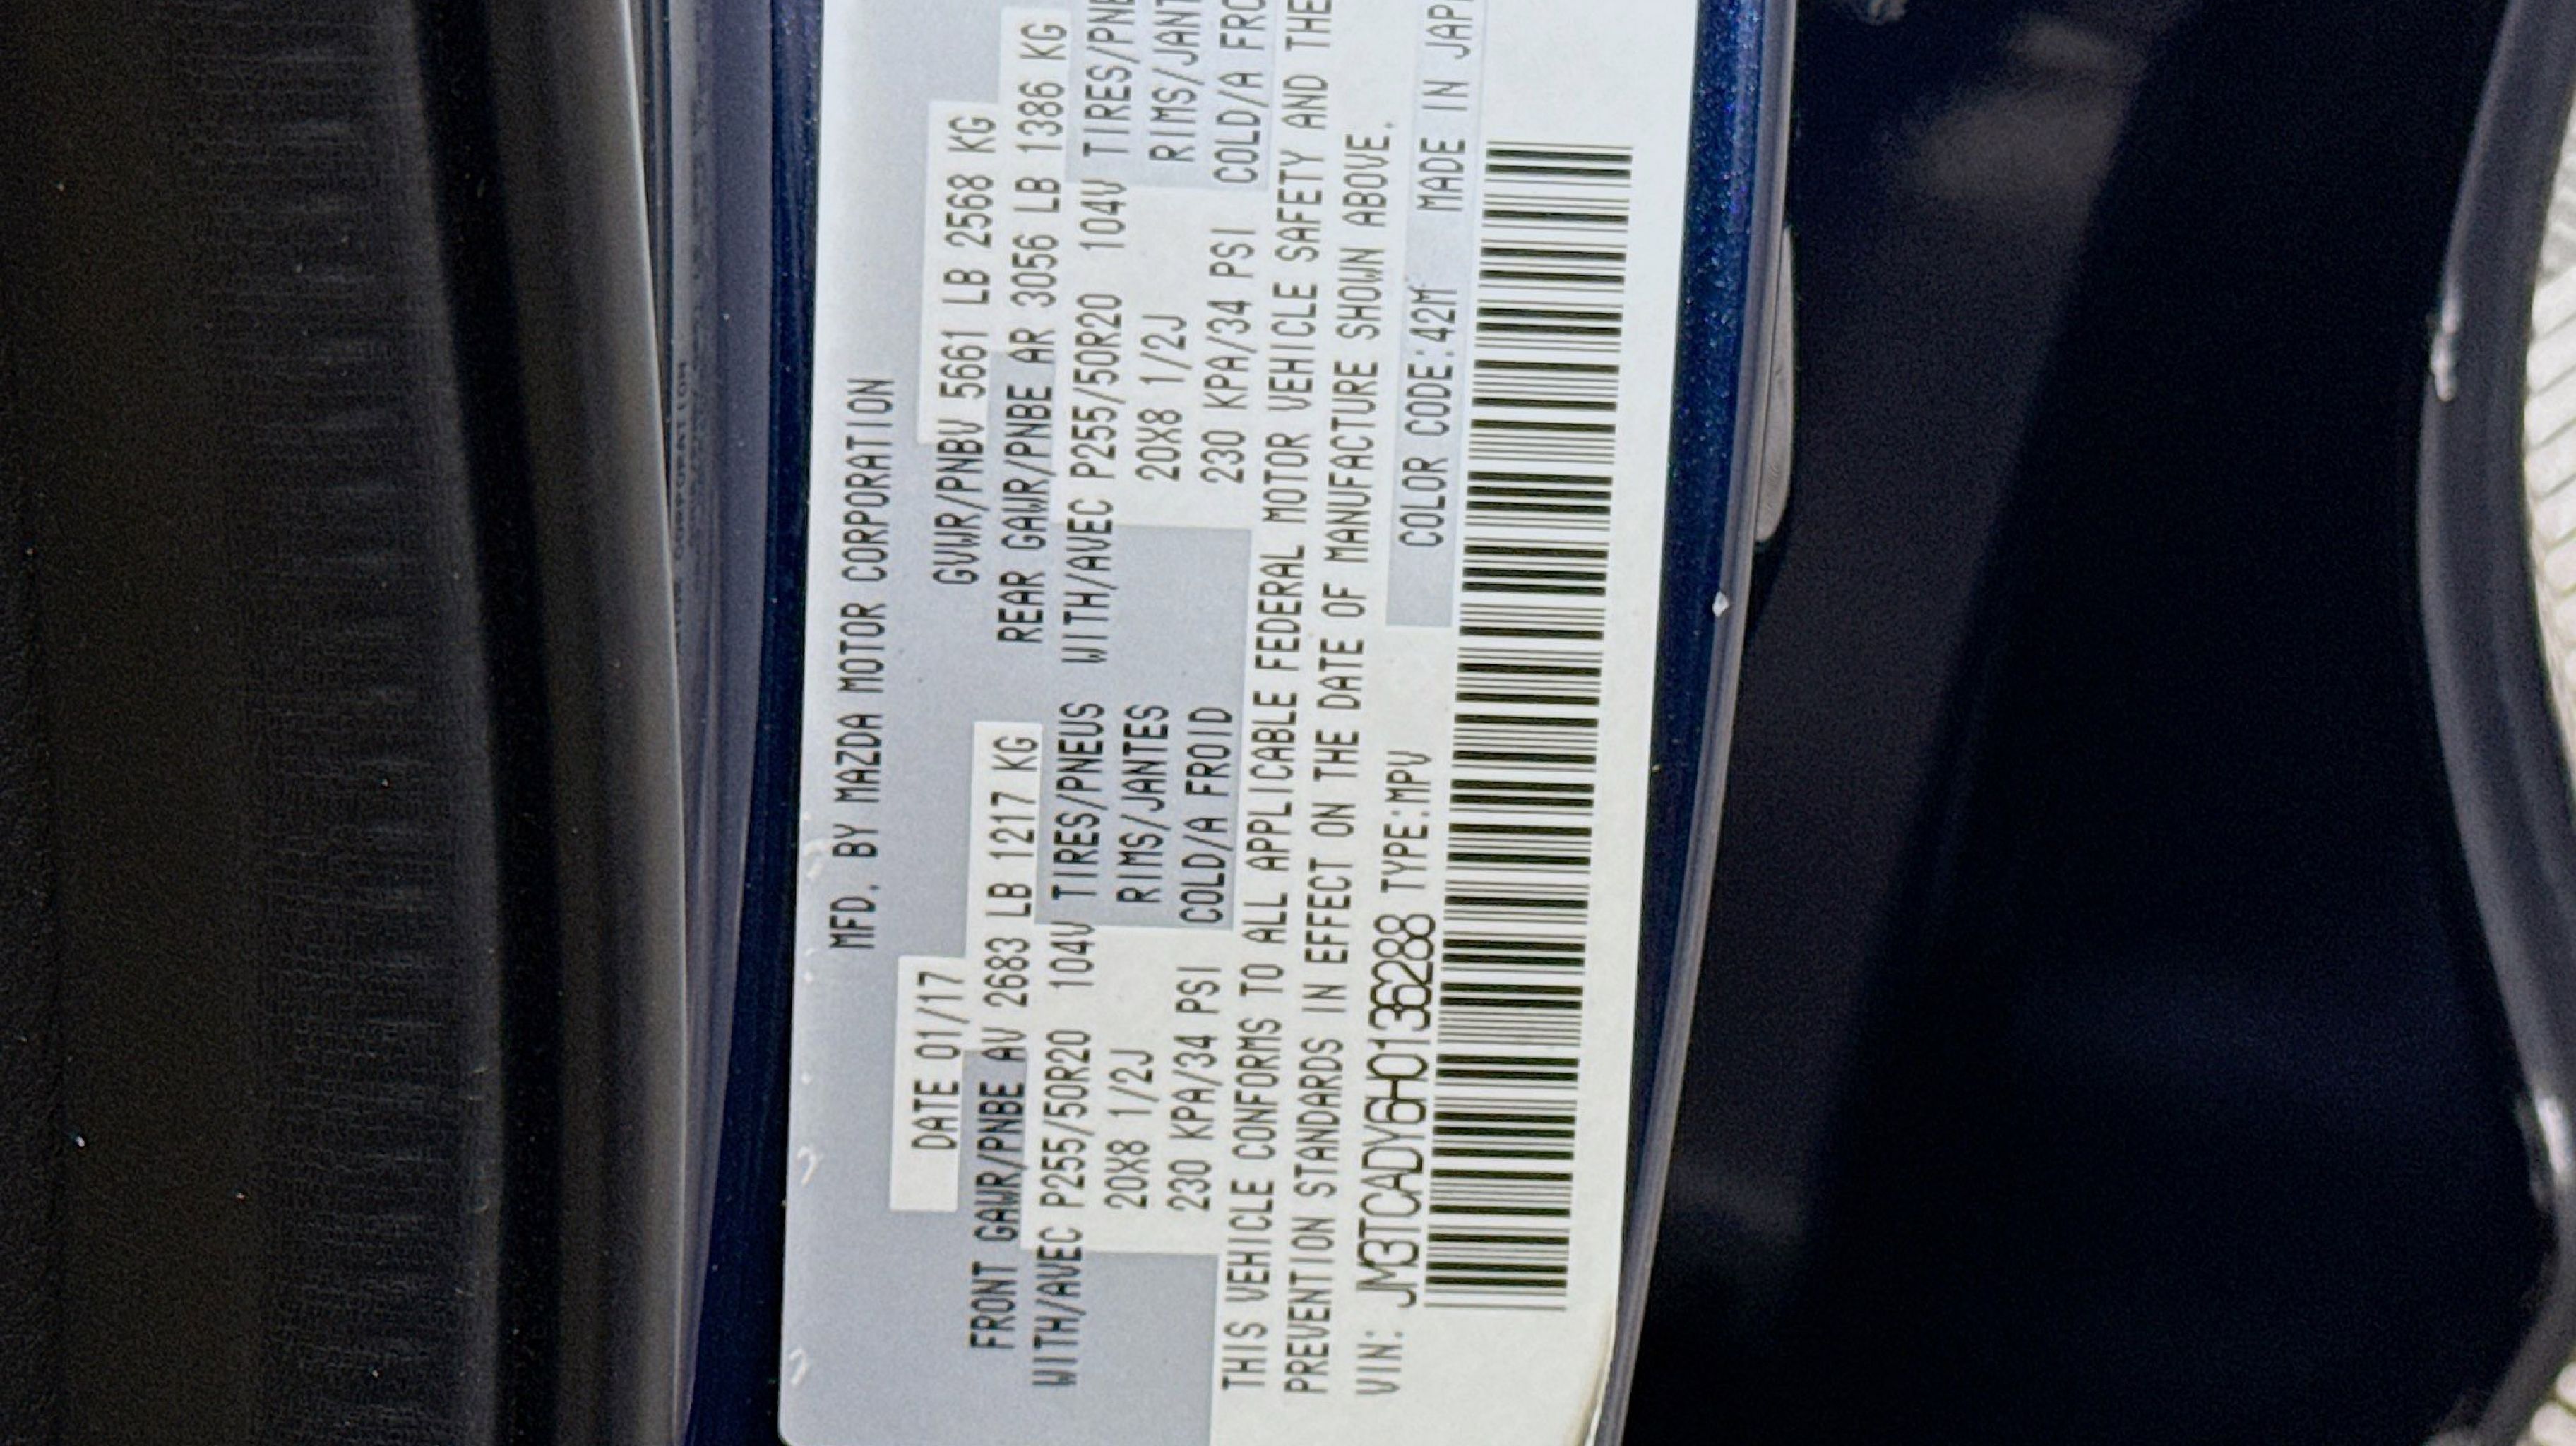 MFD. BY MAZDA MOTOR CORPORATION
DATE 01/17 GVWR/PNBV 5661 LB 2568 KG
FRONT GAWR/PNBE AV 2683 LB 1217 KG REAR GAWR/PNBE AR 3056 LB 1386 KG
WITH/AVEC P255/50R20 104V TIRES/PNEUS WITH/AVEC P255/50R20 104V TIRES/PNE
20X8 1/2J RIMS/JANTES 20X8 1/2J RIMS/JANT
230 KPA/34 PSI COLD/A FROID 230 KPA/34 PSI COLD/A FRO
THIS VEHICLE CONFORMS TO ALL APPLICABLE FEDERAL MOTOR VEHICLE SAFETY AND THE
PREVENTION STANDARDS IN EFFECT ON THE DATE OF MANUFACTURE SHOWN ABOVE.
VIN: JM3TCADY6H0136288 TYPE:MPV COLOR CODE:42M MADE IN JAP